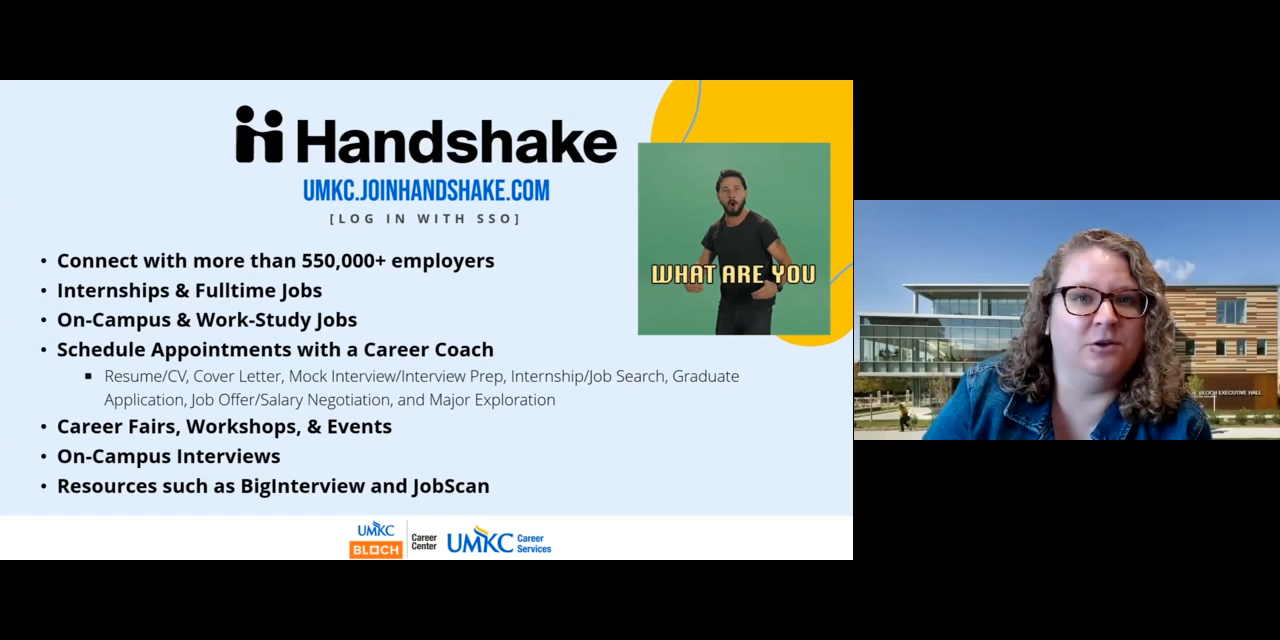 Handshake
UMKC.JOINHANDSHAKE.COM
[LOG IN WITH SSO]
WHAT ARE YOU
• Connect with more than 550,000+ employers
• Internships & Fulltime Jobs
• On-Campus & Work-Study Jobs
• Schedule Appointments with a Career Coach
▪ Resume/CV, Cover Letter, Mock Interview/Interview Prep, Internship/Job Search, Graduate
Application, Job Offer/Salary Negotiation, and Major Exploration
• Career Fairs, Workshops, & Events
• On-Campus Interviews
• Resources such as BigInterview and JobScan
UMKC
BLOCH
Career
Center
UMKC
Career
Services
BLOCH EXECUTIVE HALL